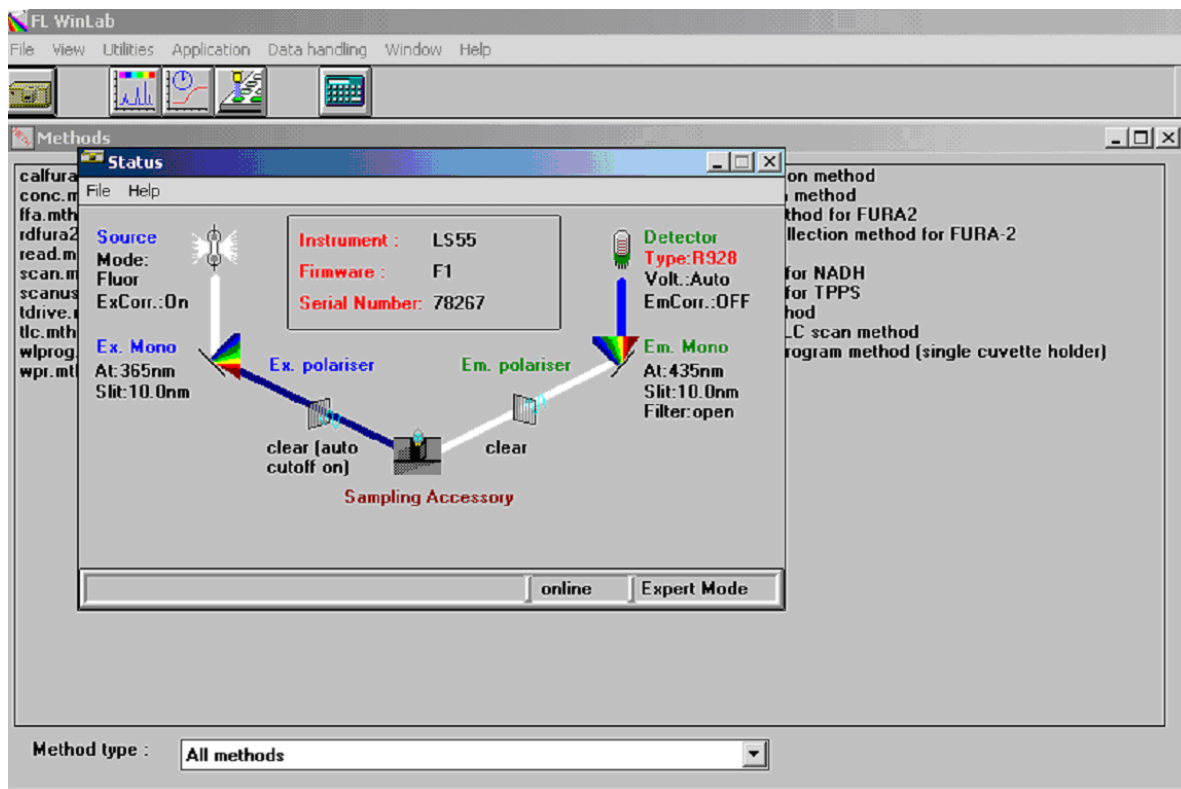 FL WinLab
File View Utilities Application Data handling Window Help
Methods
Status
File Help
calfura
conc.m
ffa.mth
rdfura2
read.m
scan.m
scanus
tdrive.
tlc.mth
wlprog.
wpr.mt
on method
method
thod for FURA2
llection method for FURA-2
for NADH
for TPPS
hod
LC scan method
rogram method (single cuvette holder)
Source
Mode:
Fluor
ExCorr.:On
Instrument : LS55
Firmware : F1
Serial Number: 78267
Detector
Type:R928
Volt.:Auto
EmCorr.:OFF
Ex. Mono
At:365nm
Slit:10.0nm
Ex. polariser
Em. polariser
Em. Mono
At:435nm
Slit:10.0nm
Filter:open
clear (auto
cutoff on)
clear
Sampling Accessory
online
Expert Mode
Method type : All methods